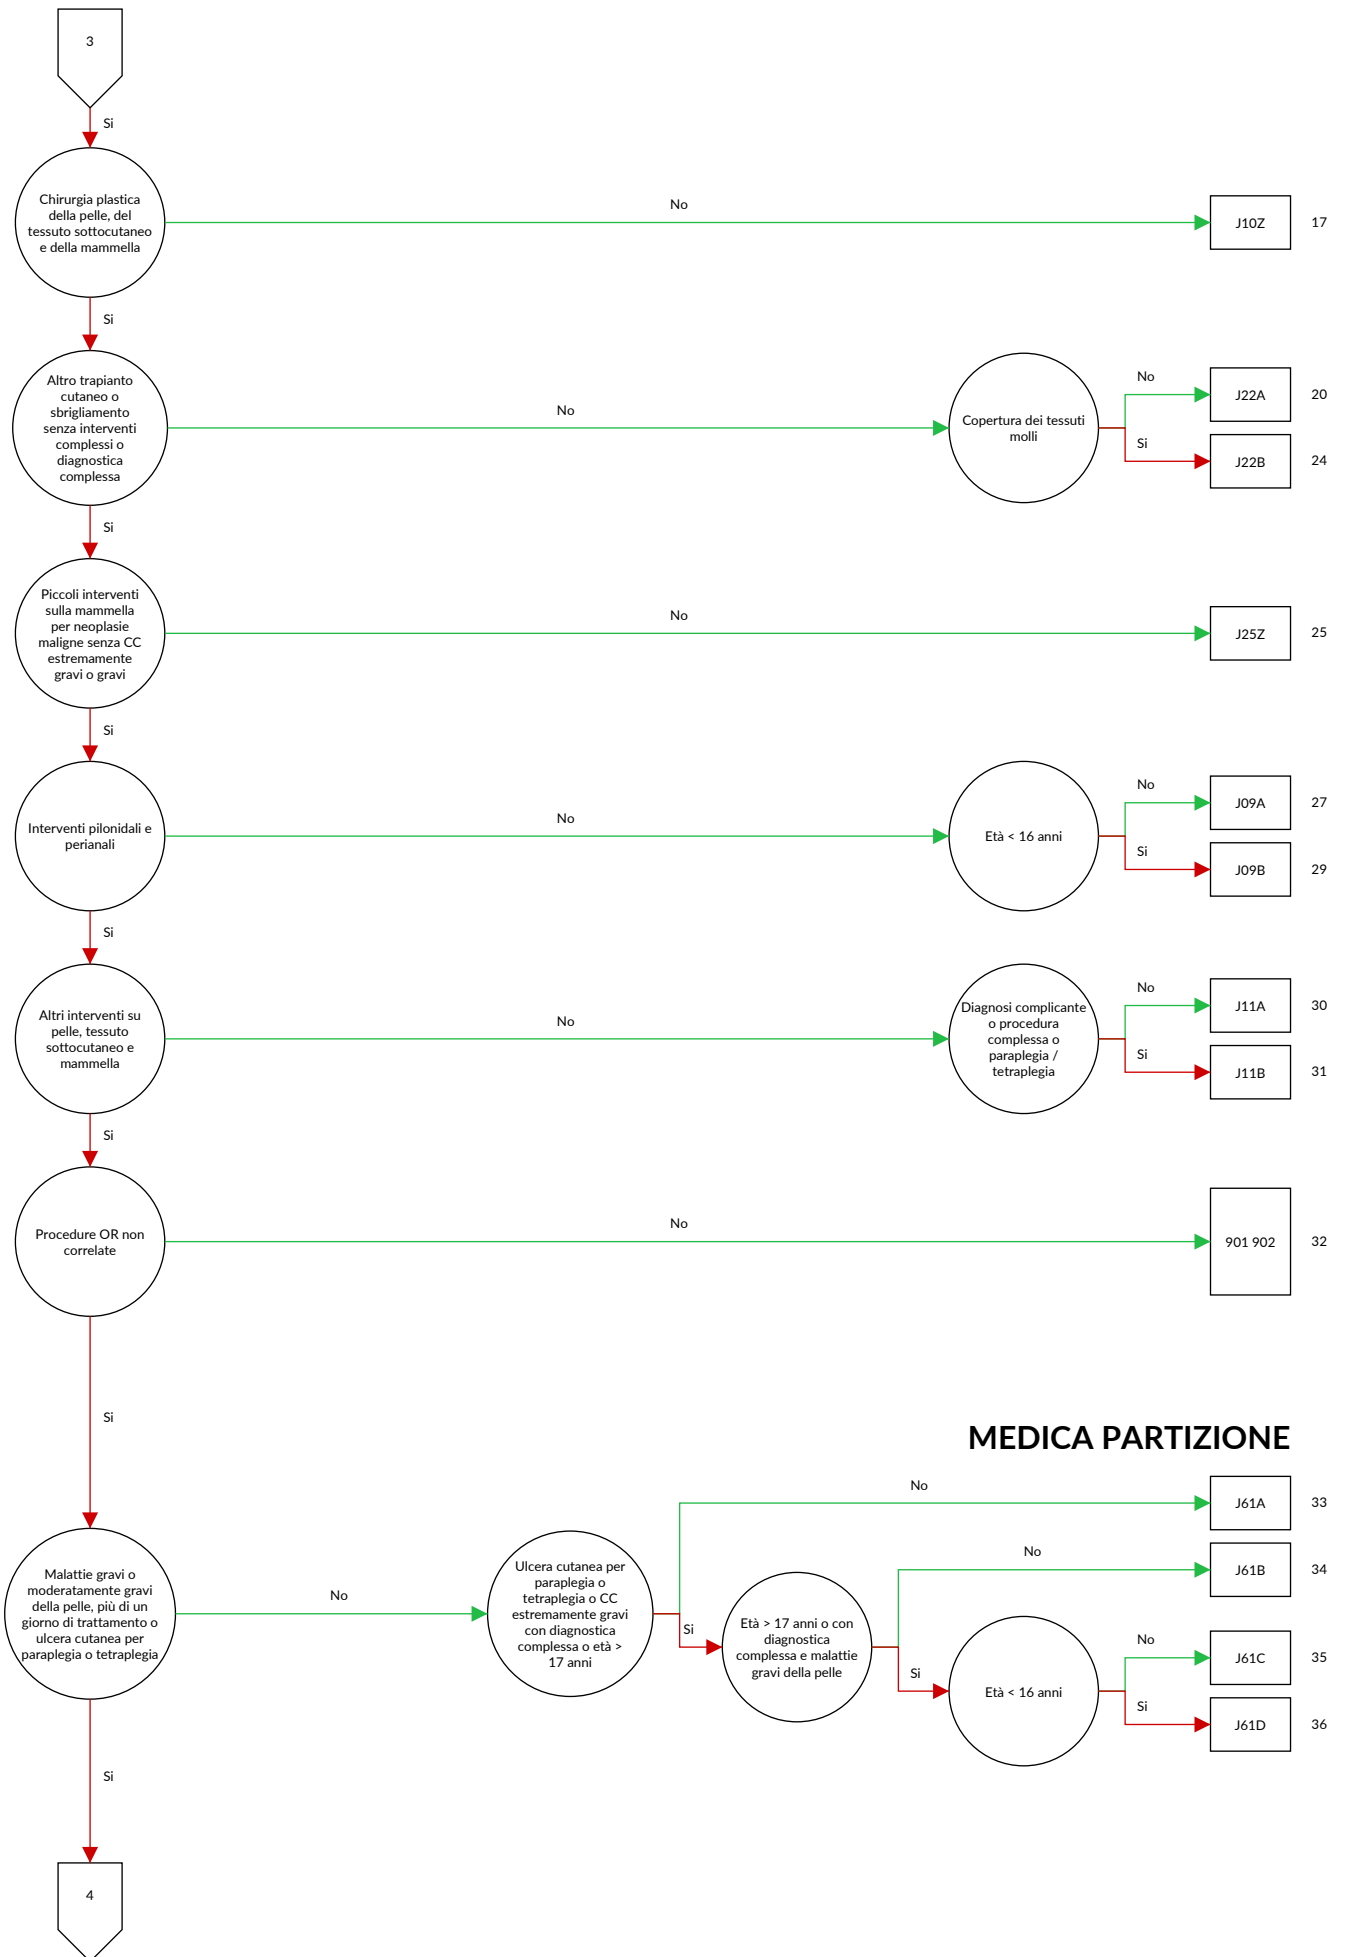 3
Si
Chirurgia plastica
della pelle, del
tessuto sottocutaneo
e della mammella
No
J10Z
17
Si
Altro trapianto
cutaneo o
sbrigliamento
senza interventi
complessi o
diagnostica
complessa
No
Copertura dei tessuti
molli
No
J22A
20
Si
J22B
24
Si
Piccoli interventi
sulla mammella
per neoplasie
maligne senza CC
estremamente
gravi o gravi
No
J25Z
25
Si
Interventi pilonidali e
perianali
No
Età < 16 anni
No
J09A
27
Si
J09B
29
Si
Altri interventi su
pelle, tessuto
sottocutaneo e
mammella
No
Diagnosi complicante
o procedura
complessa o
paraplegia /
tetraplegia
No
J11A
30
Si
J11B
31
Si
Procedure OR non
correlate
No
901 902
32
Si
MEDICA PARTIZIONE
Malattie gravi o
moderatamente gravi
della pelle, più di un
giorno di trattamento o
ulcera cutanea per
paraplegia o tetraplegia
No
Ulcera cutanea per
paraplegia o
tetraplegia o CC
estremamente gravi
con diagnostica
complessa o età >
17 anni
No
J61A
33
Si
Età > 17 anni o con
diagnostica
complessa e malattie
gravi della pelle
No
J61B
34
Si
Età < 16 anni
No
J61C
35
Si
J61D
36
Si
4